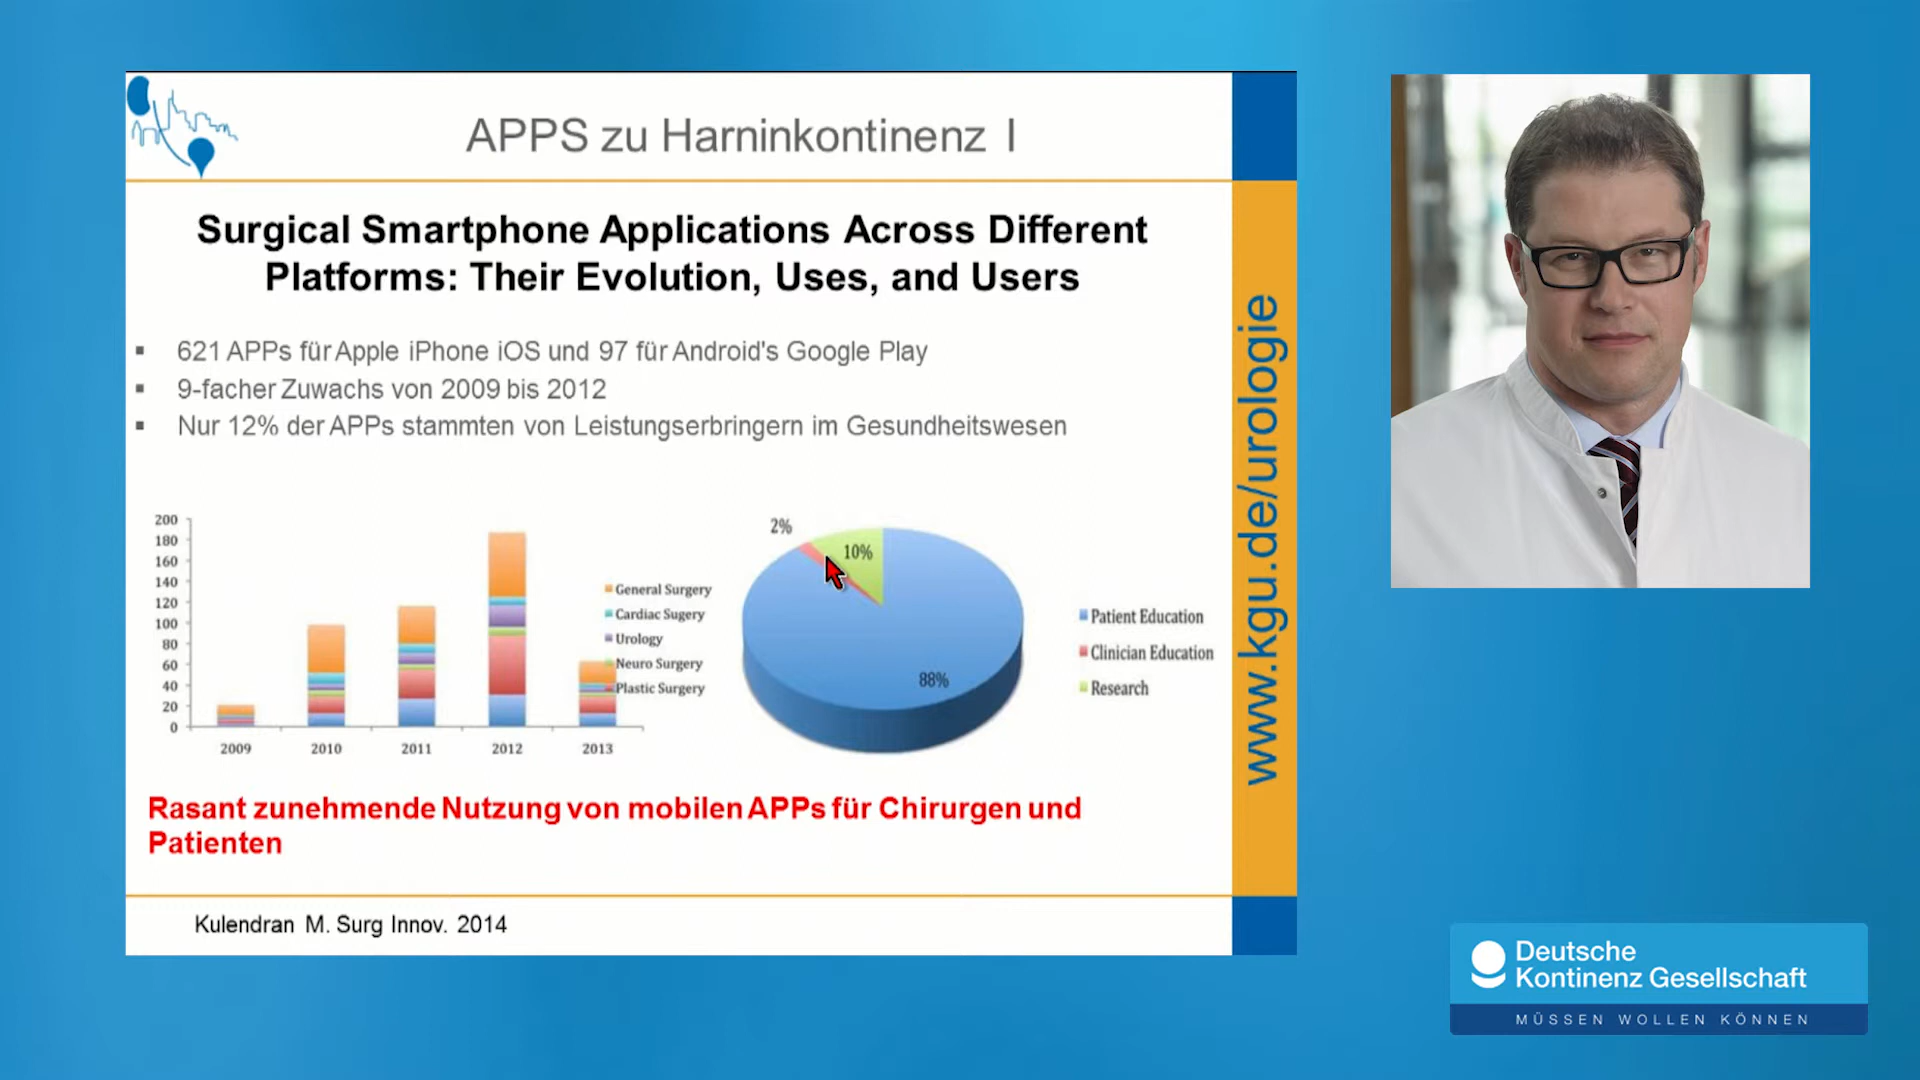 APPS zu Harninkontinenz I
Surgical Smartphone Applications Across Different
Platforms: Their Evolution, Uses, and Users
▪ 621 APPs für Apple iPhone iOS und 97 für Android's Google Play
▪ 9-facher Zuwachs von 2009 bis 2012
▪ Nur 12% der APPs stammten von Leistungserbringern im Gesundheitswesen
200
180
160
140
120
100
80
60
40
20
0
2009 2010 2011 2012 2013
General Surgery
Cardiac Sugery
Urology
Neuro Surgery
Plastic Surgery
2%
10%
88%
Patient Education
Clinician Education
Research
Rasant zunehmende Nutzung von mobilen APPs für Chirurgen und
Patienten
Kulendran M. Surg Innov. 2014
www.kgu.de/urologie
Deutsche
Kontinenz Gesellschaft
MÜSSEN WOLLEN KÖNNEN